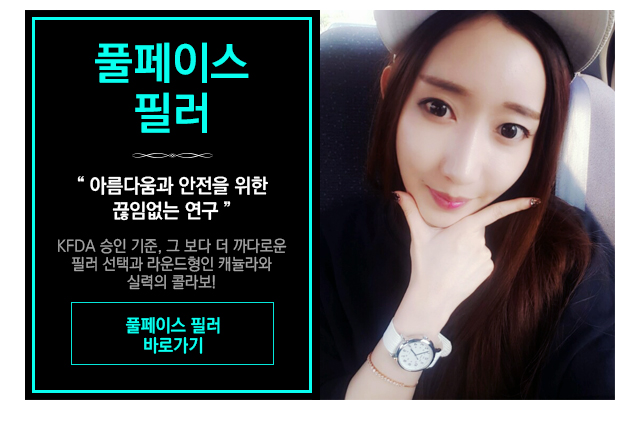 풀페이스
필러
“ 아름다움과 안전을 위한
끊임없는 연구 ”
KFDA 승인 기준, 그 보다 더 까다로운
필러 선택과 라운드형인 캐뉼라와
실력의 콜라보!
풀페이스 필러
바로가기